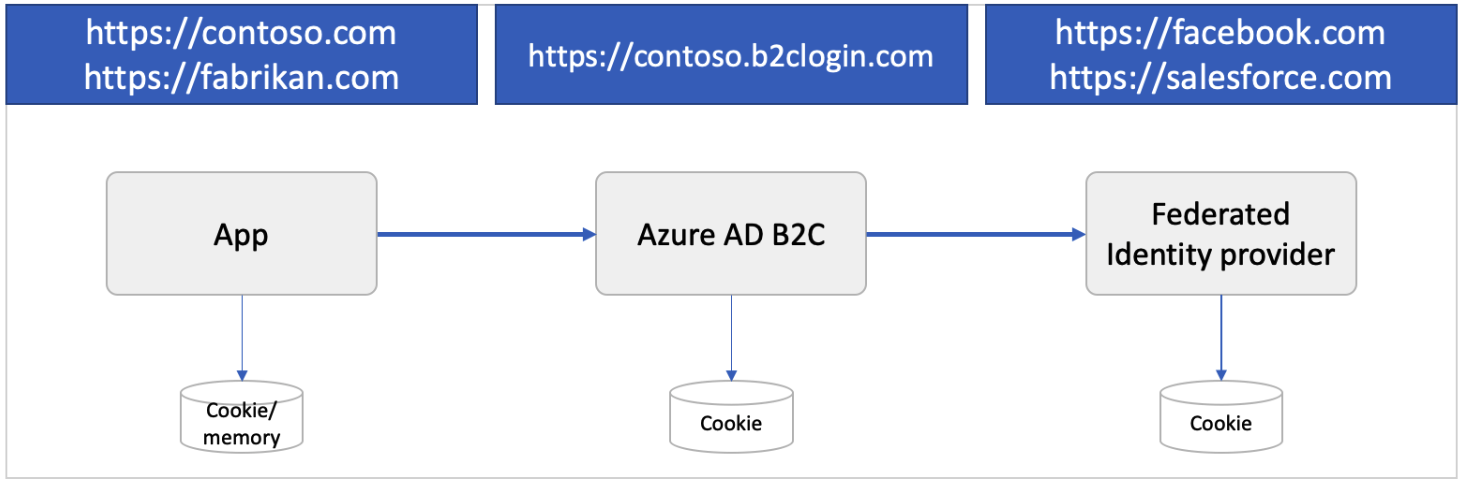 https://contoso.com
https://fabrikan.com
https://contoso.b2clogin.com
https://facebook.com
https://salesforce.com
App
Azure AD B2C
Federated
Identity provider
Cookie/
memory
Cookie
Cookie